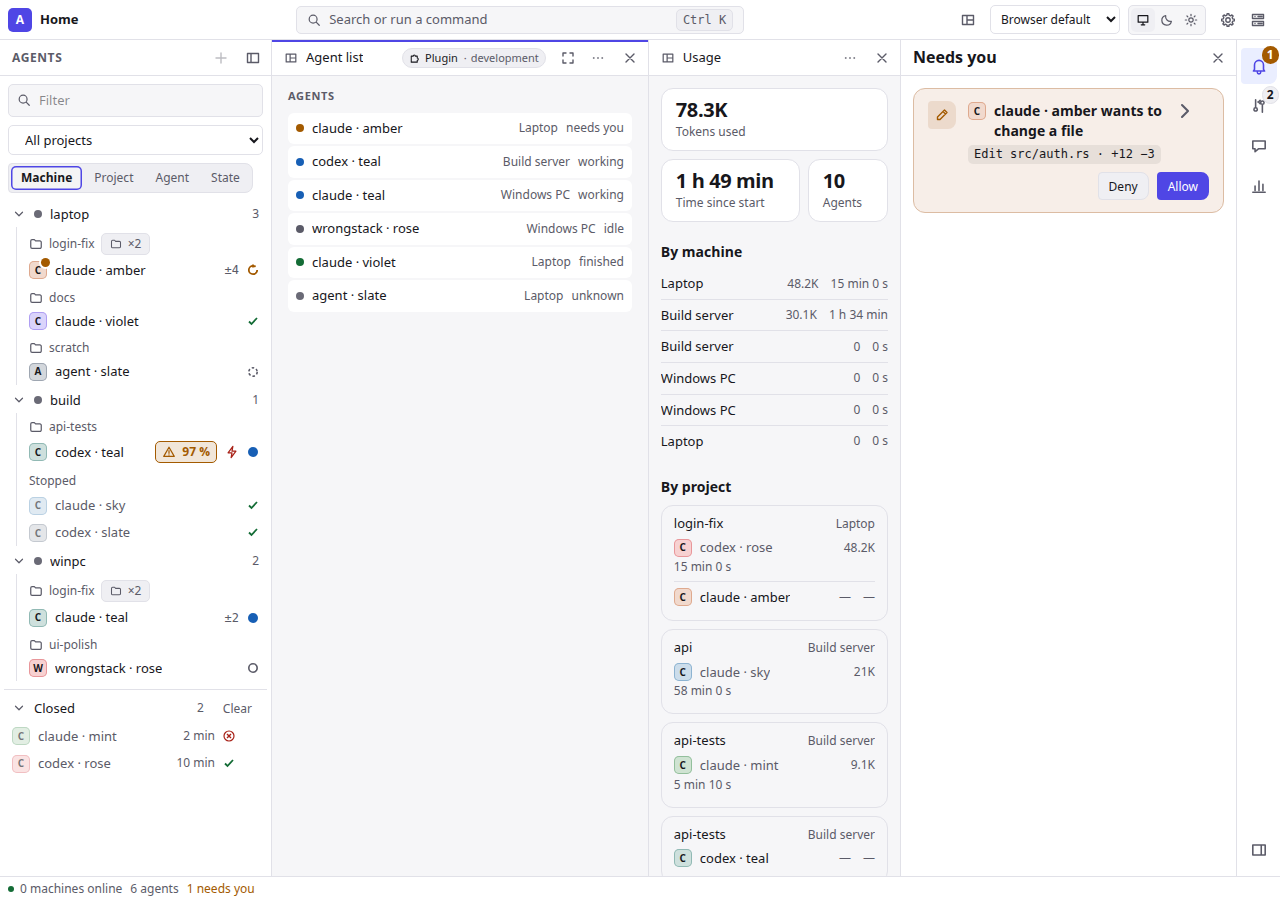 A Home
Search or run a command Ctrl K
Browser default
AGENTS
Filter
All projects
Machine Project Agent State
laptop 3
login-fix ×2
C claude · amber ±4
docs
C claude · violet
scratch
A agent · slate
build 1
api-tests
C codex · teal 97 %
Stopped
C claude · sky
C codex · slate
winpc 2
login-fix ×2
C claude · teal ±2
ui-polish
W wrongstack · rose
Closed 2 Clear
C claude · mint 2 min
C codex · rose 10 min
Agent list Plugin · development
AGENTS
claude · amber Laptop needs you
codex · teal Build server working
claude · teal Windows PC working
wrongstack · rose Windows PC idle
claude · violet Laptop finished
agent · slate Laptop unknown
Usage
78.3K
Tokens used
1 h 49 min
Time since start
10
Agents
By machine
Laptop 48.2K 15 min 0 s
Build server 30.1K 1 h 34 min
Build server 0 0 s
Windows PC 0 0 s
Windows PC 0 0 s
Laptop 0 0 s
By project
login-fix Laptop
C codex · rose 48.2K
15 min 0 s
C claude · amber — —
api Build server
C claude · sky 21K
58 min 0 s
api-tests Build server
C claude · mint 9.1K
5 min 10 s
api-tests Build server
C codex · teal — —
Needs you
C claude · amber wants to
change a file
Edit src/auth.rs · +12 −3
Deny Allow
1
2
0 machines online 6 agents 1 needs you